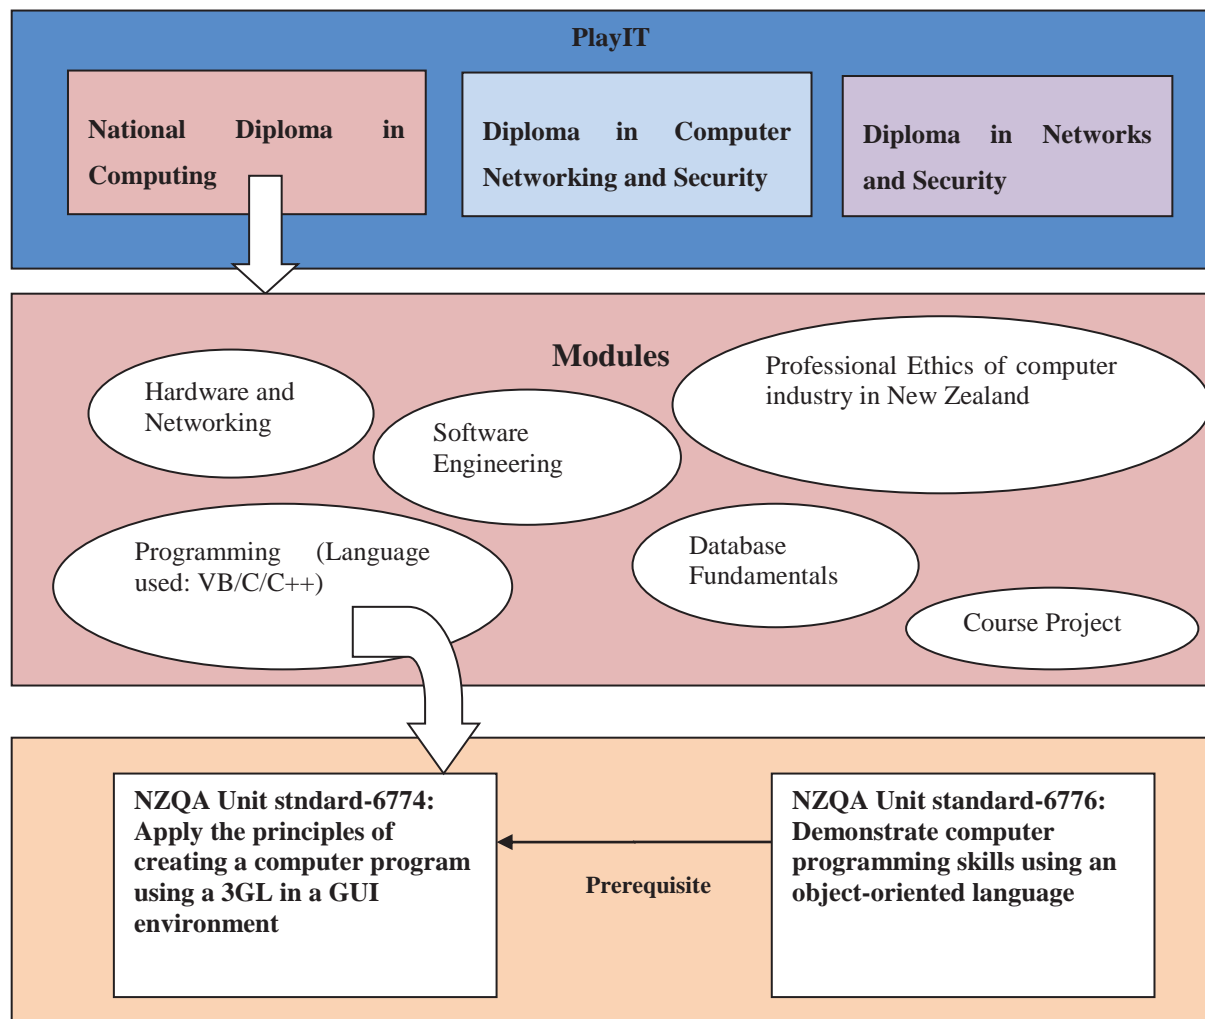 PlayIT
National Diploma in
Computing
Diploma in Computer
Networking and Security
Diploma in Networks
and Security
Modules
Hardware and
Networking
Software
Engineering
Professional Ethics of computer
industry in New Zealand
Programming (Language
used: VB/C/C++)
Database
Fundamentals
Course Project
NZQA Unit stndard-6774:
Apply the principles of
creating a computer program
using a 3GL in a GUI
environment
Prerequisite
NZQA Unit standard-6776:
Demonstrate computer
programming skills using an
object-oriented language